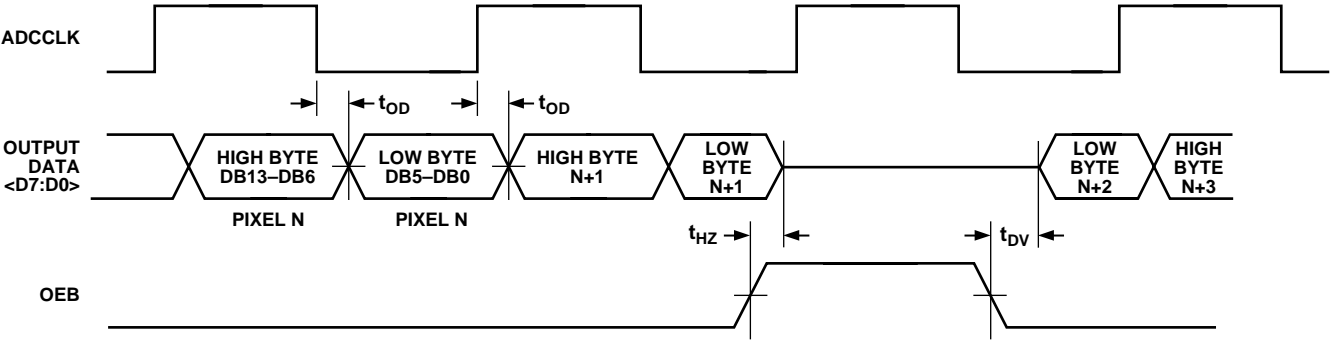 ADCCLK
tOD
tOD
OUTPUT
DATA
<D7:D0>
HIGH BYTE
DB13–DB6
LOW BYTE
DB5–DB0
HIGH BYTE
N+1
LOW
BYTE
N+1
LOW
BYTE
N+2
HIGH
BYTE
N+3
PIXEL N
PIXEL N
tHZ
tDV
OEB